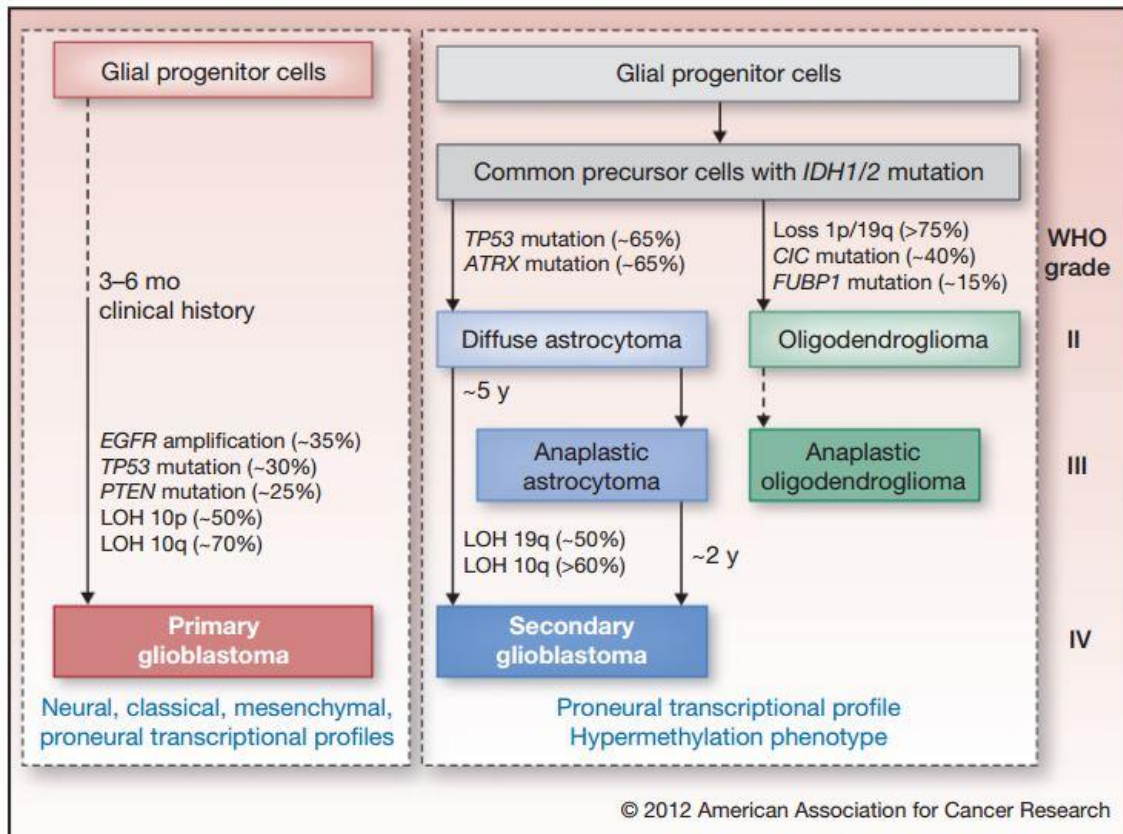 Glial progenitor cells
3–6 mo
clinical history
EGFR amplification (~35%)
TP53 mutation (~30%)
PTEN mutation (~25%)
LOH 10p (~50%)
LOH 10q (~70%)
Primary
glioblastoma
Neural, classical, mesenchymal,
proneural transcriptional profiles
Glial progenitor cells
Common precursor cells with IDH1/2 mutation
TP53 mutation (~65%)
ATRX mutation (~65%)
Loss 1p/19q (>75%)
CIC mutation (~40%)
FUBP1 mutation (~15%)
WHO
grade
Diffuse astrocytoma
Oligodendroglioma
II
~5 y
Anaplastic
astrocytoma
Anaplastic
oligodendroglioma
III
LOH 19q (~50%)
LOH 10q (>60%)
~2 y
Secondary
glioblastoma
IV
Proneural transcriptional profile
Hypermethylation phenotype
© 2012 American Association for Cancer Research